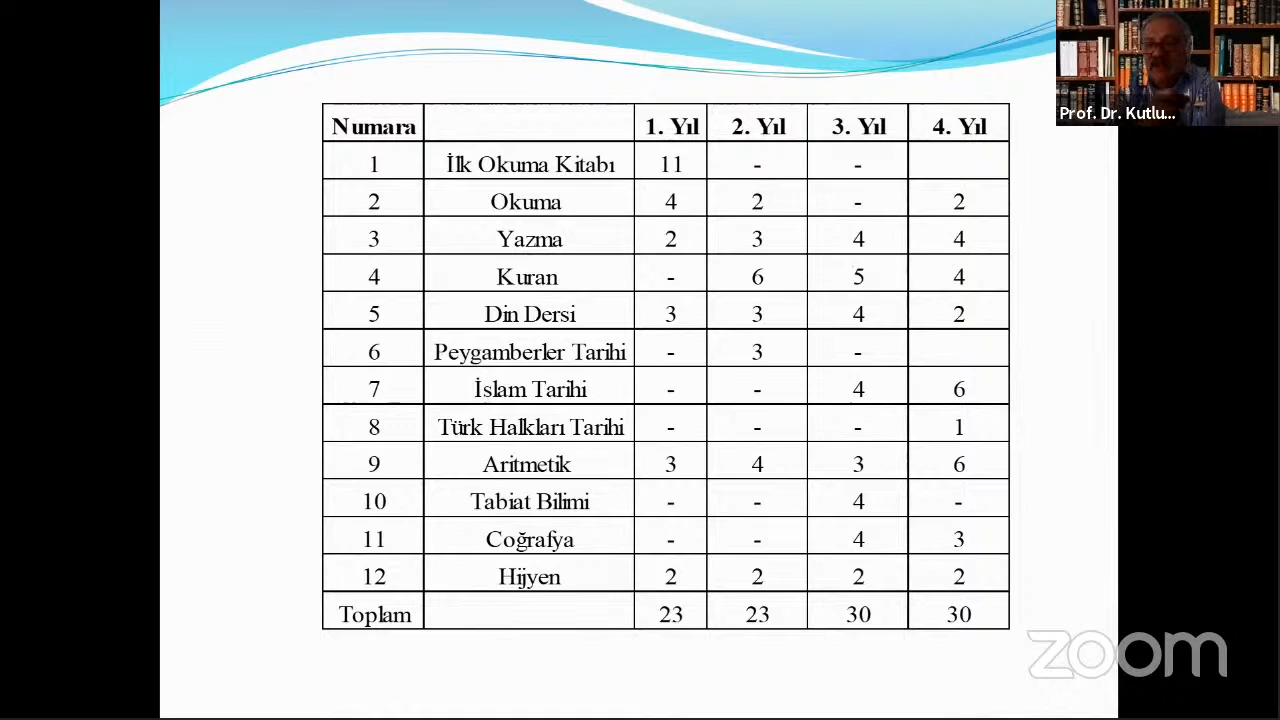 Prof. Dr. Kutlu...
Numara 1. Yıl 2. Yıl 3. Yıl 4. Yıl
1 İlk Okuma Kitabı 11 - -
2 Okuma 4 2 - 2
3 Yazma 2 3 4 4
4 Kuran - 6 5 4
5 Din Dersi 3 3 4 2
6 Peygamberler Tarihi - 3 -
7 İslam Tarihi - - 4 6
8 Türk Halkları Tarihi - - - 1
9 Aritmetik 3 4 3 6
10 Tabiat Bilimi - - 4 -
11 Coğrafya - - 4 3
12 Hijyen 2 2 2 2
Toplam 23 23 30 30
zoom